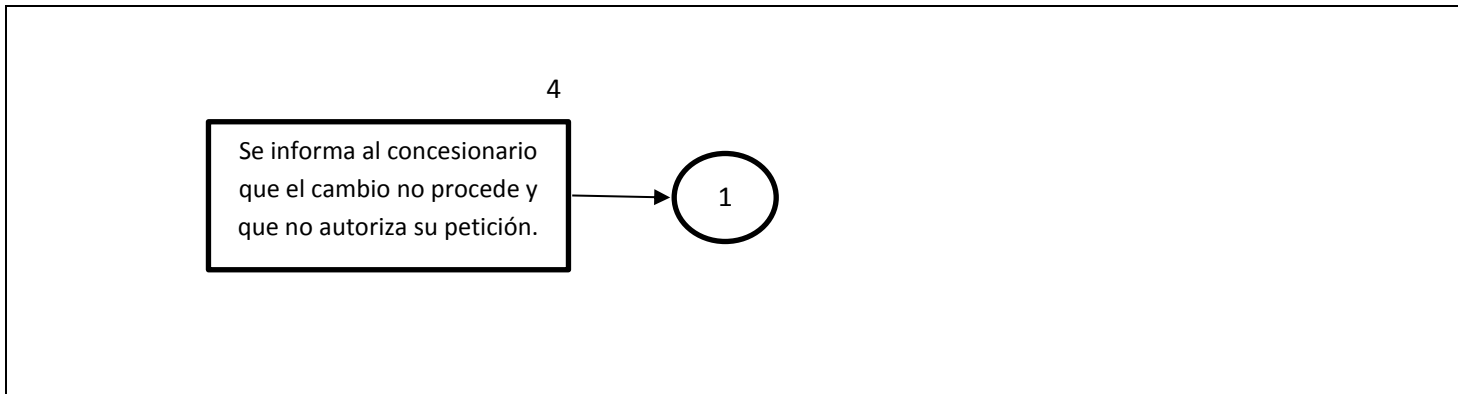 4
Se informa al concesionario
que el cambio no procede y
que no autoriza su petición.
1